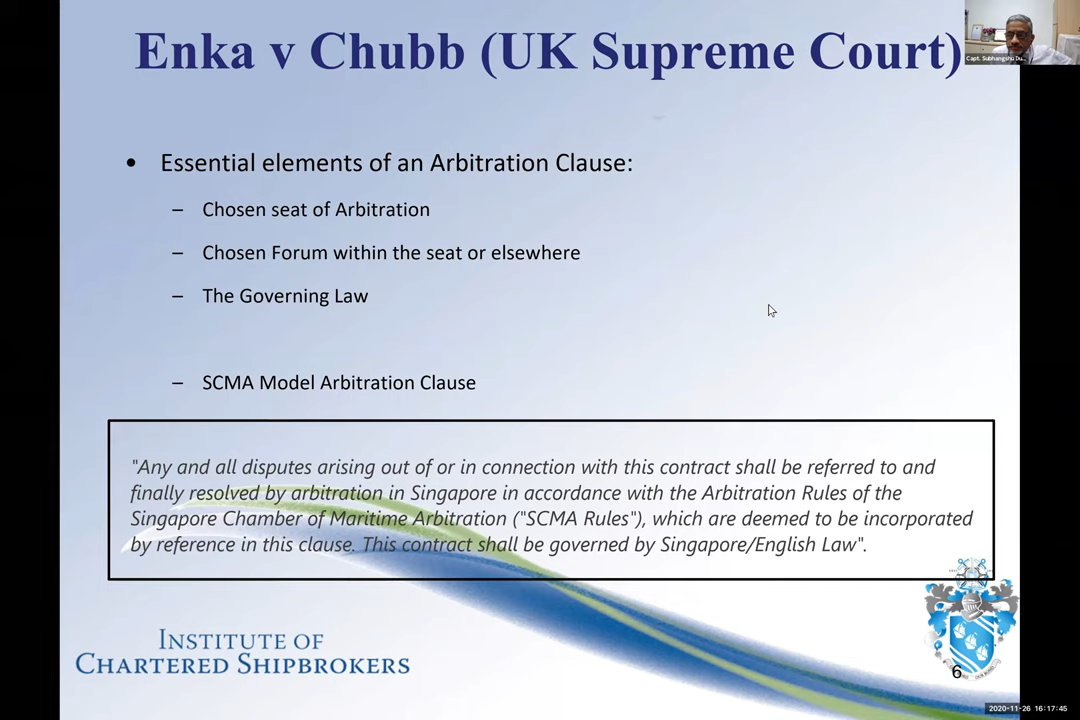 Enka v Chubb (UK Supreme Court)
Capt. Subhangshu Du...
• Essential elements of an Arbitration Clause:
– Chosen seat of Arbitration
– Chosen Forum within the seat or elsewhere
– The Governing Law
– SCMA Model Arbitration Clause
"Any and all disputes arising out of or in connection with this contract shall be referred to and
finally resolved by arbitration in Singapore in accordance with the Arbitration Rules of the
Singapore Chamber of Maritime Arbitration ("SCMA Rules"), which are deemed to be incorporated
by reference in this clause. This contract shall be governed by Singapore/English Law".
INSTITUTE OF
CHARTERED SHIPBROKERS
6
2020-11-26 16:17:45